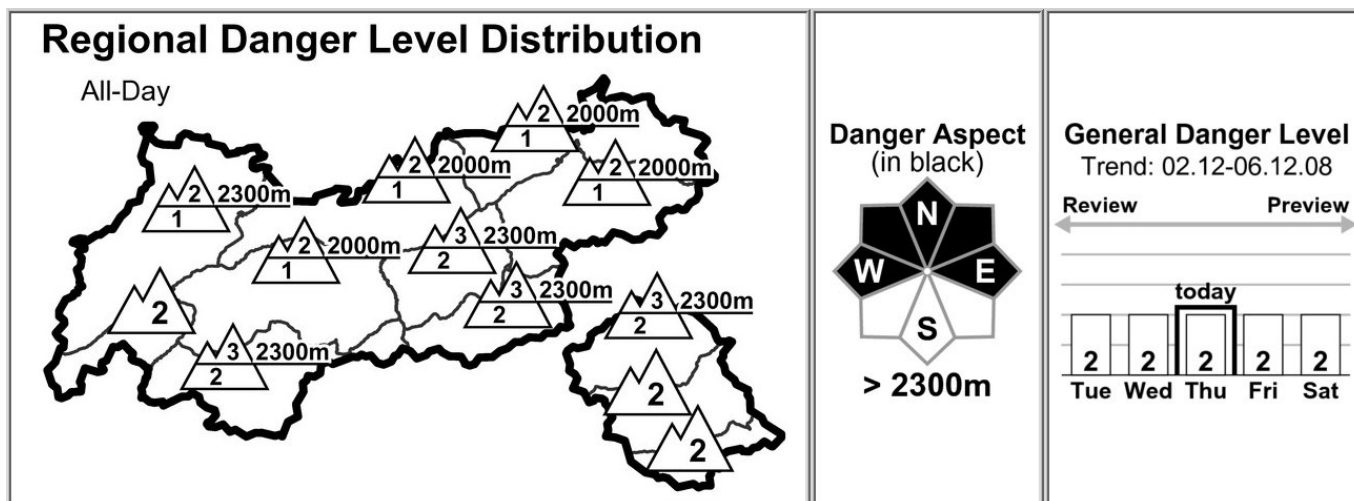 Regional Danger Level Distribution
All-Day
2 2000m
1
2 2000m
1
2 2000m
1
2 2300m
1
3 2300m
2
2 2000m
1
2
3 2300m
2
3 2300m
2
3 2300m
2
2
2
Danger Aspect
(in black)
N
W E
S
> 2300m
General Danger Level
Trend: 02.12-06.12.08
Review Preview
today
2 2 2 2 2
Tue Wed Thu Fri Sat